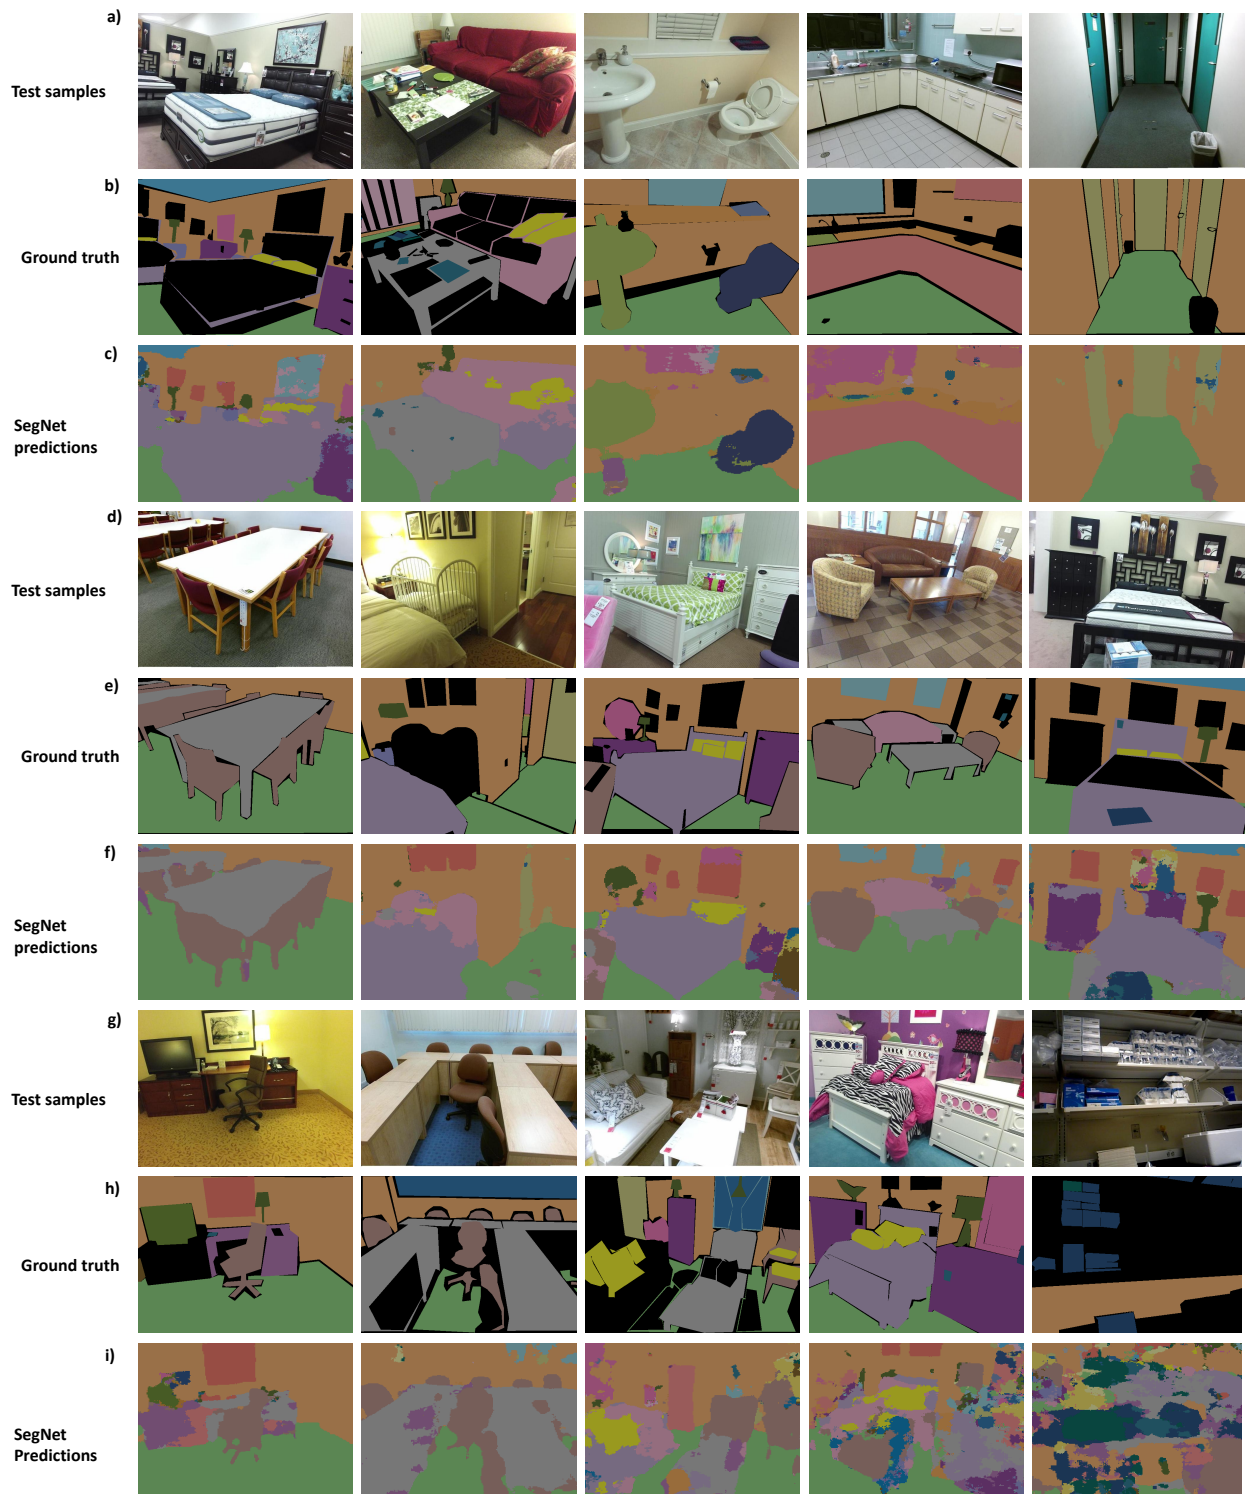 a)
Test samples
b)
Ground truth
c)
SegNet
predictions
d)
Test samples
e)
Ground truth
f)
SegNet
predictions
g)
Test samples
h)
Ground truth
i)
SegNet
Predictions